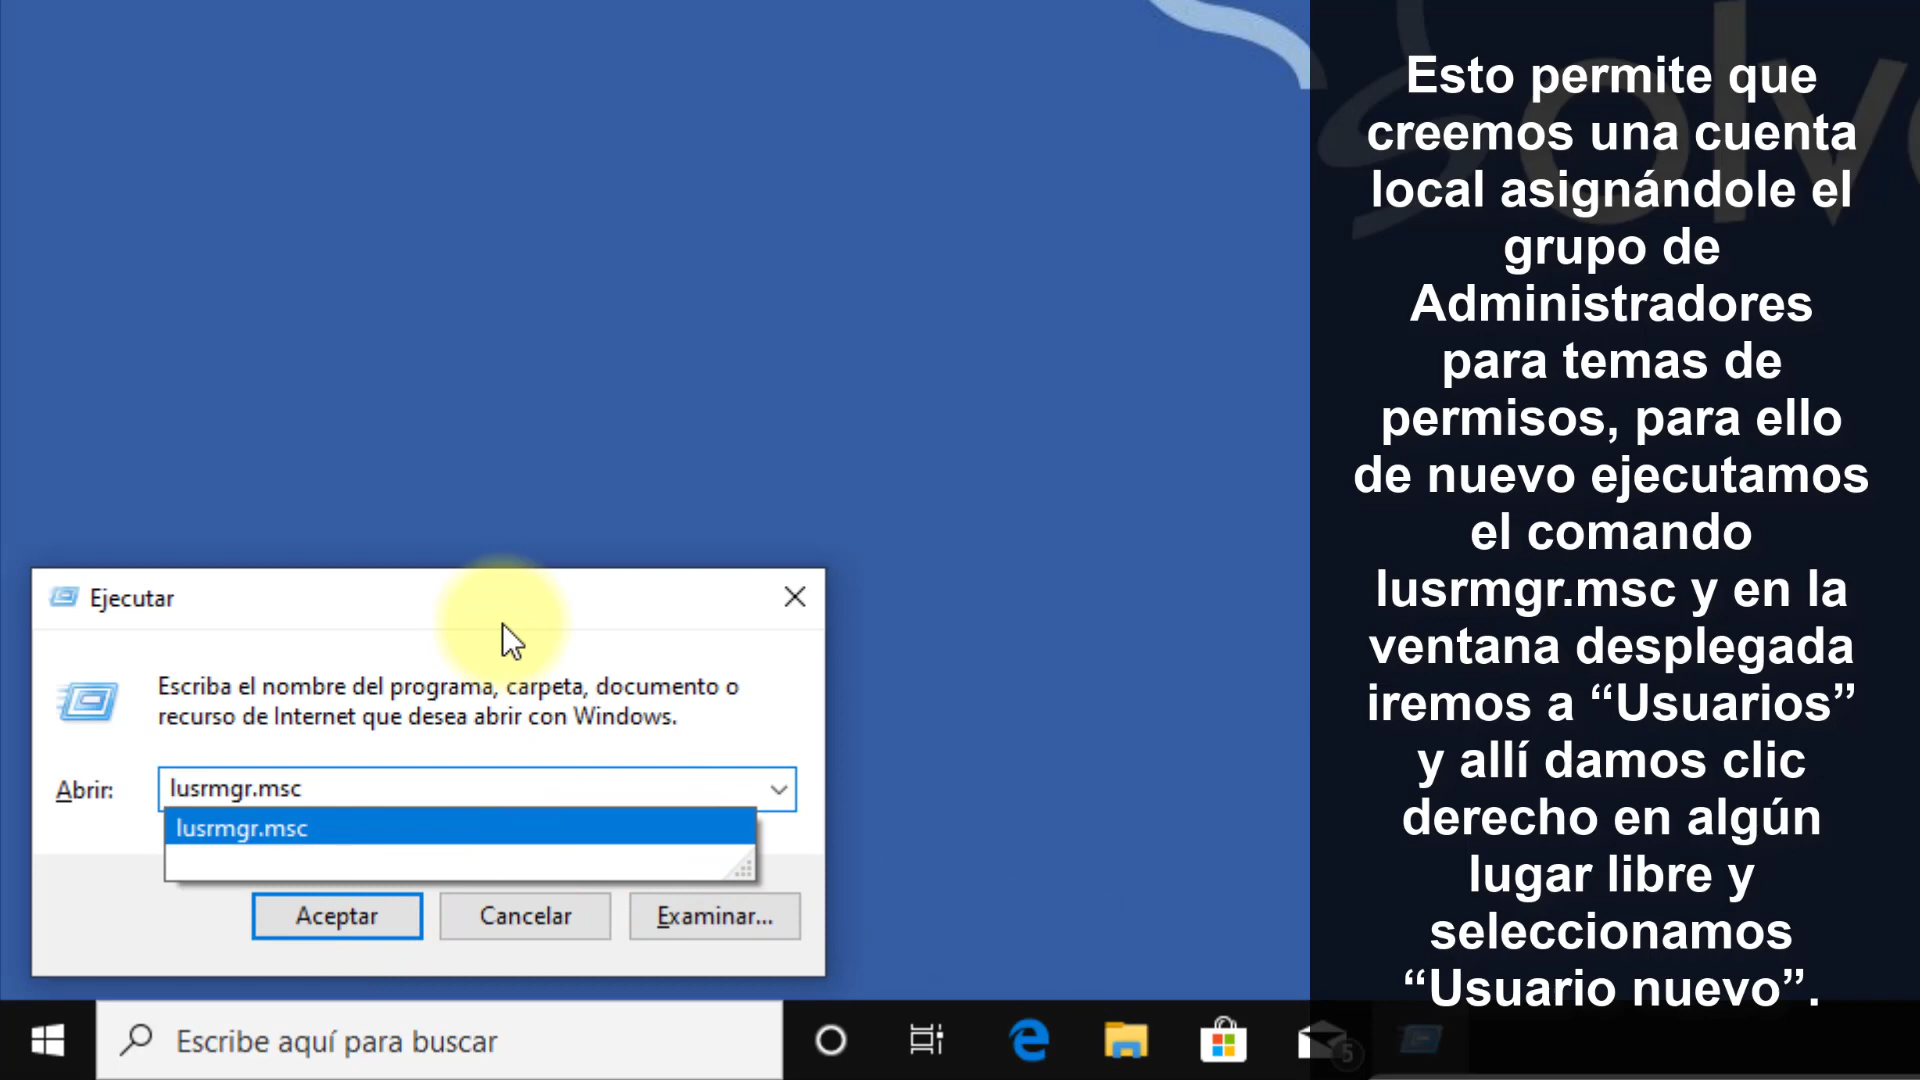 Esto permite que
creemos una cuenta
local asignándole el
grupo de
Administradores
para temas de
permisos, para ello
de nuevo ejecutamos
el comando
lusrmgr.msc y en la
ventana desplegada
iremos a “Usuarios”
y allí damos clic
derecho en algún
lugar libre y
seleccionamos
“Usuario nuevo”.
Ejecutar
Escriba el nombre del programa, carpeta, documento o
recurso de Internet que desea abrir con Windows.
Abrir: lusrmgr.msc
lusrmgr.msc
Aceptar Cancelar Examinar...
Escribe aquí para buscar
5